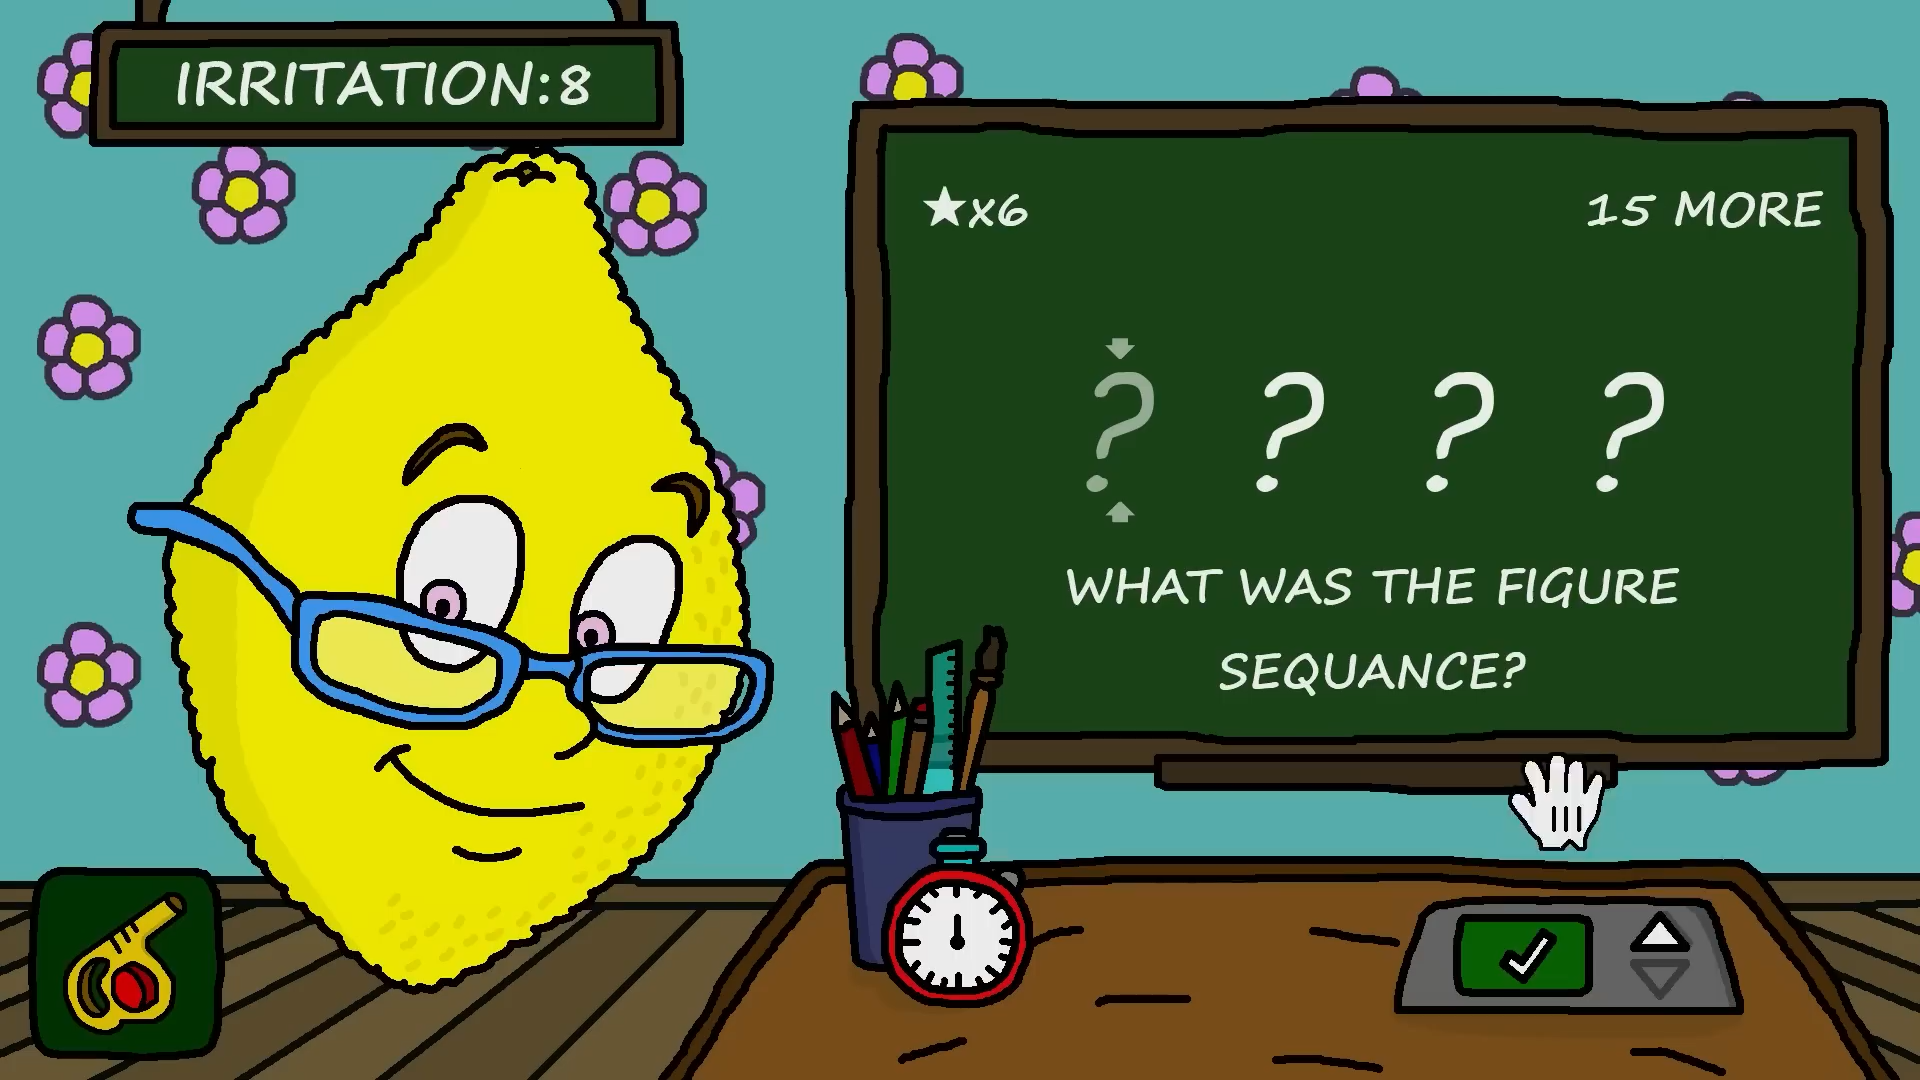 IRRITATION:8
★x6
15 MORE
? ? ? ?
WHAT WAS THE FIGURE
SEQUANCE?